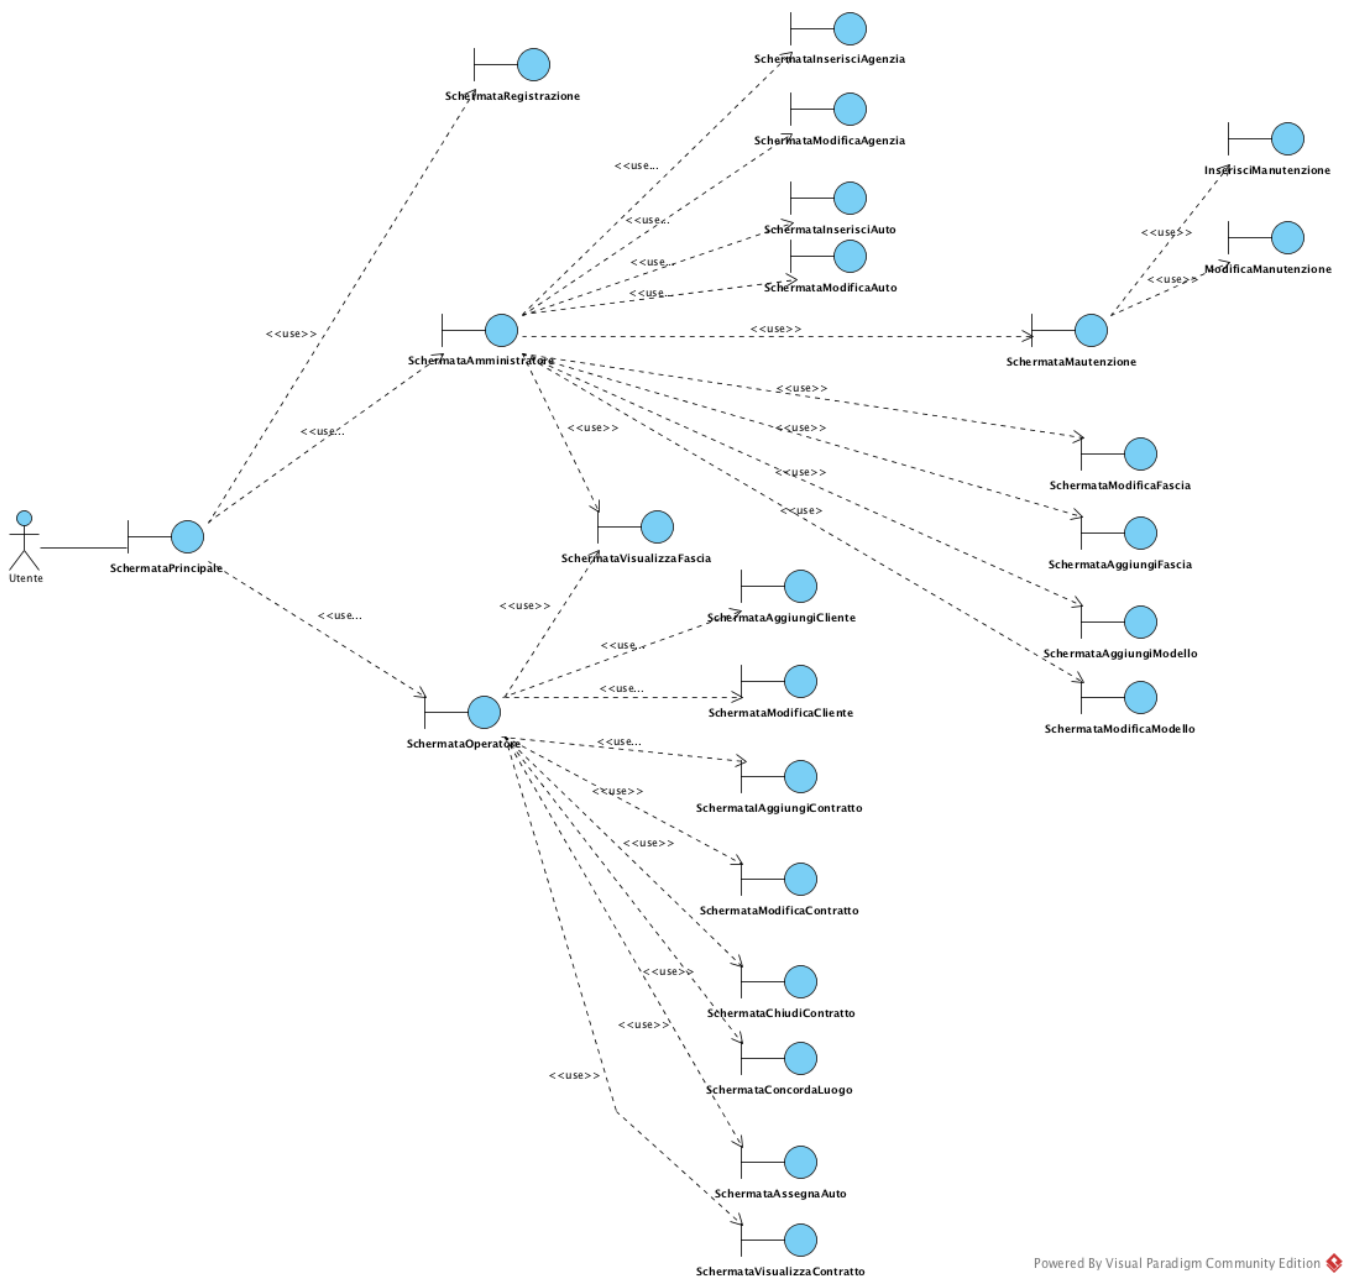 SchermataInserisciAgenzia
SchermataRegistrazione
SchermataModificaAgenzia
<<use...
InserisciManutenzione
<<use...
SchermataInserisciAuto
<<use>>
<<use...
ModificaManutenzione
<<use>>
SchermataModificaAuto
<<use...
<<use>>
<<use>>
SchermataAmministratore
SchermataMautenzione
<<use>>
<<use>>
<<use>>
<<use...
<<use>>
SchermataModificaFascia
<<use>
SchermataVisualizzaFascia
SchermataAggiungiFascia
SchermataPrincipale
Utente
<<use>>
<<use...
SchermataAggiungiCliente
<<use...
SchermataAggiungiModello
<<use...
SchermataModificaCliente
SchermataModificaModello
SchermataOperatore
<<use...
<<use>>
SchermataIAggiungiContratto
<<use>>
SchermataModificaContratto
<<use>>
SchermataChiudiContratto
<<use>>
<<use>>
SchermataConcordaLuogo
SchermataAssegnaAuto
Powered By Visual Paradigm Community Edition
SchermataVisualizzaContratto